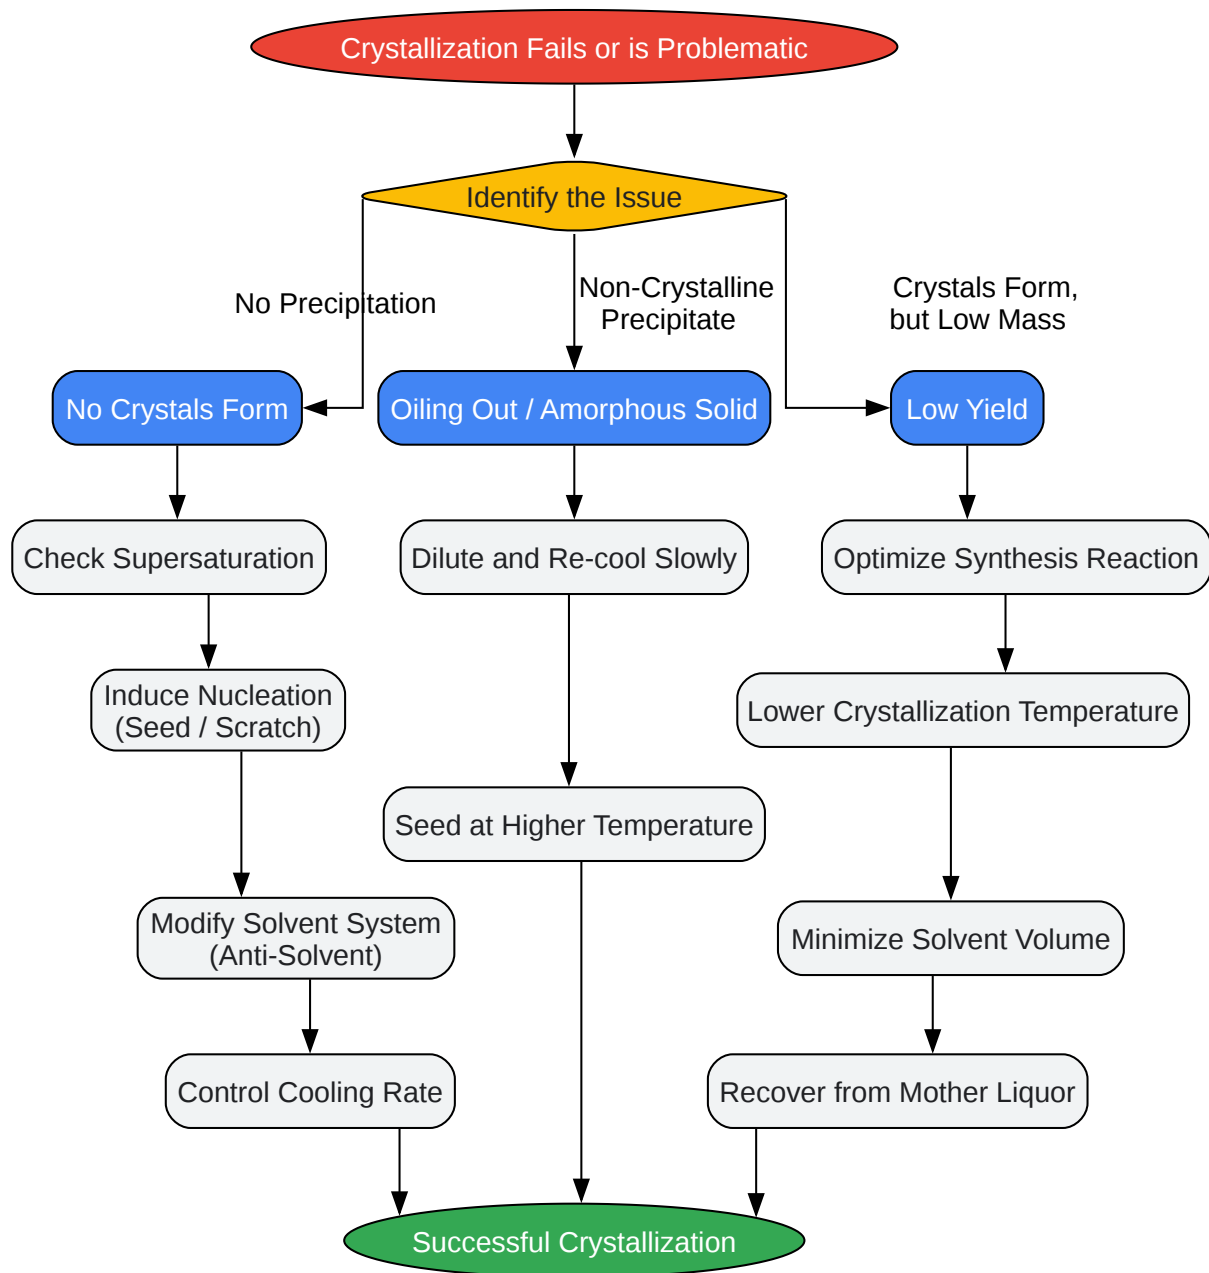 Crystallization Fails or is Problematic
Identify the Issue
No Precipitation
Non-Crystalline
Precipitate
Crystals Form,
but Low Mass
No Crystals Form
Oiling Out / Amorphous Solid
Low Yield
Check Supersaturation
Dilute and Re-cool Slowly
Optimize Synthesis Reaction
Induce Nucleation
(Seed / Scratch)
Lower Crystallization Temperature
Seed at Higher Temperature
Modify Solvent System
(Anti-Solvent)
Minimize Solvent Volume
Control Cooling Rate
Recover from Mother Liquor
Successful Crystallization